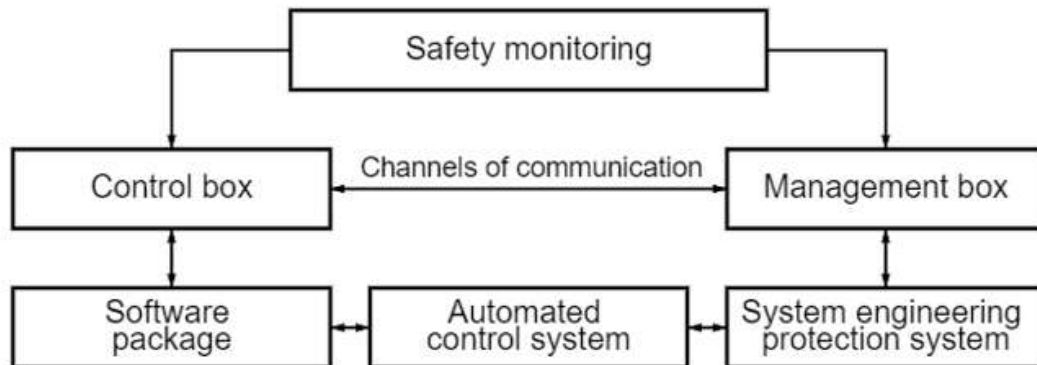 Safety monitoring
Channels of communication
Control box
Management box
Software
package
Automated
control system
System engineering
protection system